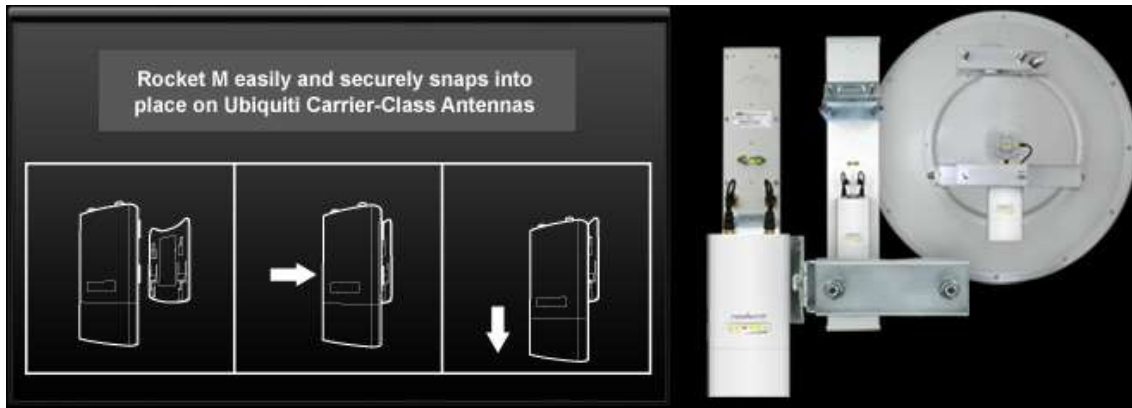 Rocket M easily and securely snaps into
place on Ubiquiti Carrier-Class Antennas